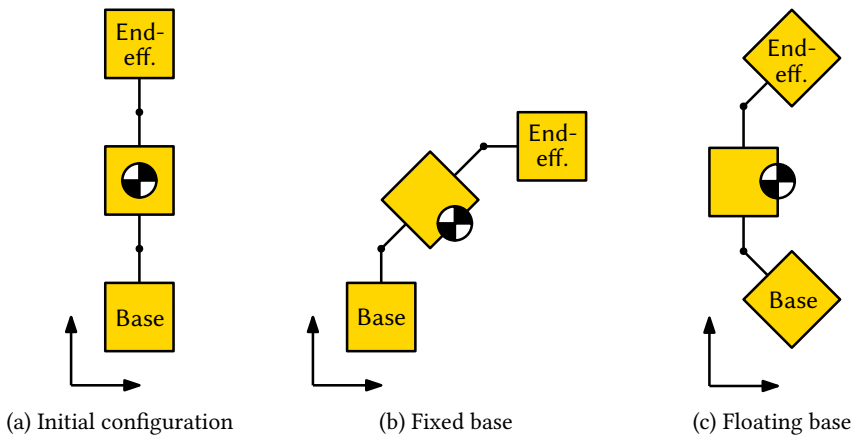 End-
eff.
Base
(a) Initial configuration
End-
eff.
Base
(b) Fixed base
End-
eff.
Base
(c) Floating base